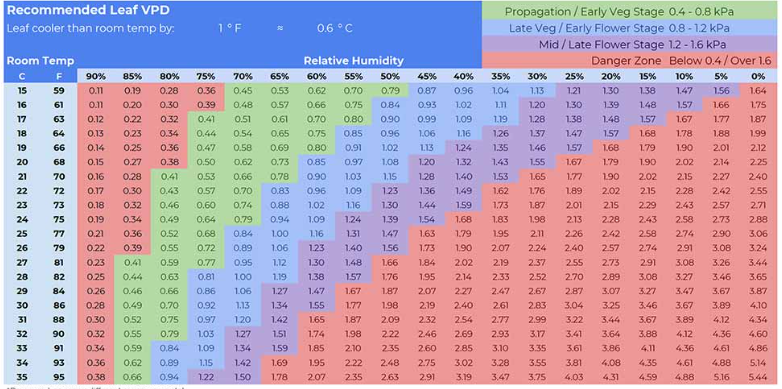 Recommended Leaf VPD
Leaf cooler than room temp by: 1 ° F ≈ 0.6 ° C
Propagation / Early Veg Stage 0.4 - 0.8 kPa
Late Veg / Early Flower Stage 0.8 - 1.2 kPa
Mid / Late Flower Stage 1.2 - 1.6 kPa
Danger Zone Below 0.4 / Over 1.6
Room Temp Relative Humidity
C F 90% 85% 80% 75% 70% 65% 60% 55% 50% 45% 40% 35% 30% 25% 20% 15% 10% 5% 0%
15 59 0.11 0.19 0.28 0.36 0.45 0.53 0.62 0.70 0.79 0.87 0.96 1.04 1.13 1.21 1.30 1.38 1.47 1.56 1.64
16 61 0.11 0.20 0.30 0.39 0.48 0.57 0.66 0.75 0.84 0.93 1.02 1.11 1.20 1.30 1.39 1.48 1.57 1.66 1.75
17 63 0.12 0.22 0.32 0.41 0.51 0.61 0.70 0.80 0.90 0.99 1.09 1.19 1.28 1.38 1.48 1.57 1.67 1.77 1.87
18 64 0.13 0.23 0.34 0.44 0.54 0.65 0.75 0.85 0.96 1.06 1.16 1.26 1.37 1.47 1.57 1.68 1.78 1.88 1.99
19 66 0.14 0.25 0.36 0.47 0.58 0.69 0.80 0.91 1.02 1.13 1.24 1.35 1.46 1.57 1.68 1.79 1.90 2.01 2.12
20 68 0.15 0.27 0.38 0.50 0.62 0.73 0.85 0.97 1.08 1.20 1.32 1.43 1.55 1.67 1.79 1.90 2.02 2.14 2.25
21 70 0.16 0.28 0.41 0.53 0.66 0.78 0.90 1.03 1.15 1.28 1.40 1.53 1.65 1.77 1.90 2.02 2.15 2.27 2.40
22 72 0.17 0.30 0.43 0.57 0.70 0.83 0.96 1.09 1.23 1.36 1.49 1.62 1.76 1.89 2.02 2.15 2.28 2.42 2.55
23 73 0.18 0.32 0.46 0.60 0.74 0.88 1.02 1.16 1.30 1.44 1.59 1.73 1.87 2.01 2.15 2.29 2.43 2.57 2.71
24 75 0.19 0.34 0.49 0.64 0.79 0.94 1.09 1.24 1.39 1.54 1.68 1.83 1.98 2.13 2.28 2.43 2.58 2.73 2.88
25 77 0.21 0.36 0.52 0.68 0.84 1.00 1.16 1.31 1.47 1.63 1.79 1.95 2.11 2.26 2.42 2.58 2.74 2.90 3.06
26 79 0.22 0.39 0.55 0.72 0.89 1.06 1.23 1.40 1.56 1.73 1.90 2.07 2.24 2.40 2.57 2.74 2.91 3.08 3.24
27 81 0.23 0.41 0.59 0.77 0.95 1.12 1.30 1.48 1.66 1.84 2.02 2.19 2.37 2.55 2.73 2.91 3.08 3.26 3.44
28 82 0.25 0.44 0.63 0.81 1.00 1.19 1.38 1.57 1.76 1.95 2.14 2.33 2.52 2.70 2.89 3.08 3.27 3.46 3.65
29 84 0.26 0.46 0.66 0.86 1.06 1.27 1.47 1.67 1.87 2.07 2.27 2.47 2.67 2.87 3.07 3.27 3.47 3.67 3.87
30 86 0.28 0.49 0.70 0.92 1.13 1.34 1.55 1.77 1.98 2.19 2.40 2.61 2.83 3.04 3.25 3.46 3.67 3.89 4.10
31 88 0.30 0.52 0.75 0.97 1.20 1.42 1.65 1.87 2.09 2.32 2.54 2.77 2.99 3.22 3.44 3.67 3.89 4.12 4.34
32 90 0.32 0.55 0.79 1.03 1.27 1.51 1.74 1.98 2.22 2.46 2.69 2.93 3.17 3.41 3.64 3.88 4.12 4.36 4.60
33 91 0.34 0.59 0.84 1.09 1.34 1.59 1.85 2.10 2.35 2.60 2.85 3.10 3.35 3.61 3.86 4.11 4.36 4.61 4.86
34 93 0.36 0.62 0.89 1.15 1.42 1.69 1.95 2.22 2.48 2.75 3.02 3.28 3.55 3.81 4.08 4.35 4.61 4.88 5.14
35 95 0.38 0.66 0.94 1.22 1.50 1.78 2.07 2.35 2.63 2.91 3.19 3.47 3.75 4.03 4.31 4.59 4.88 5.16 5.44